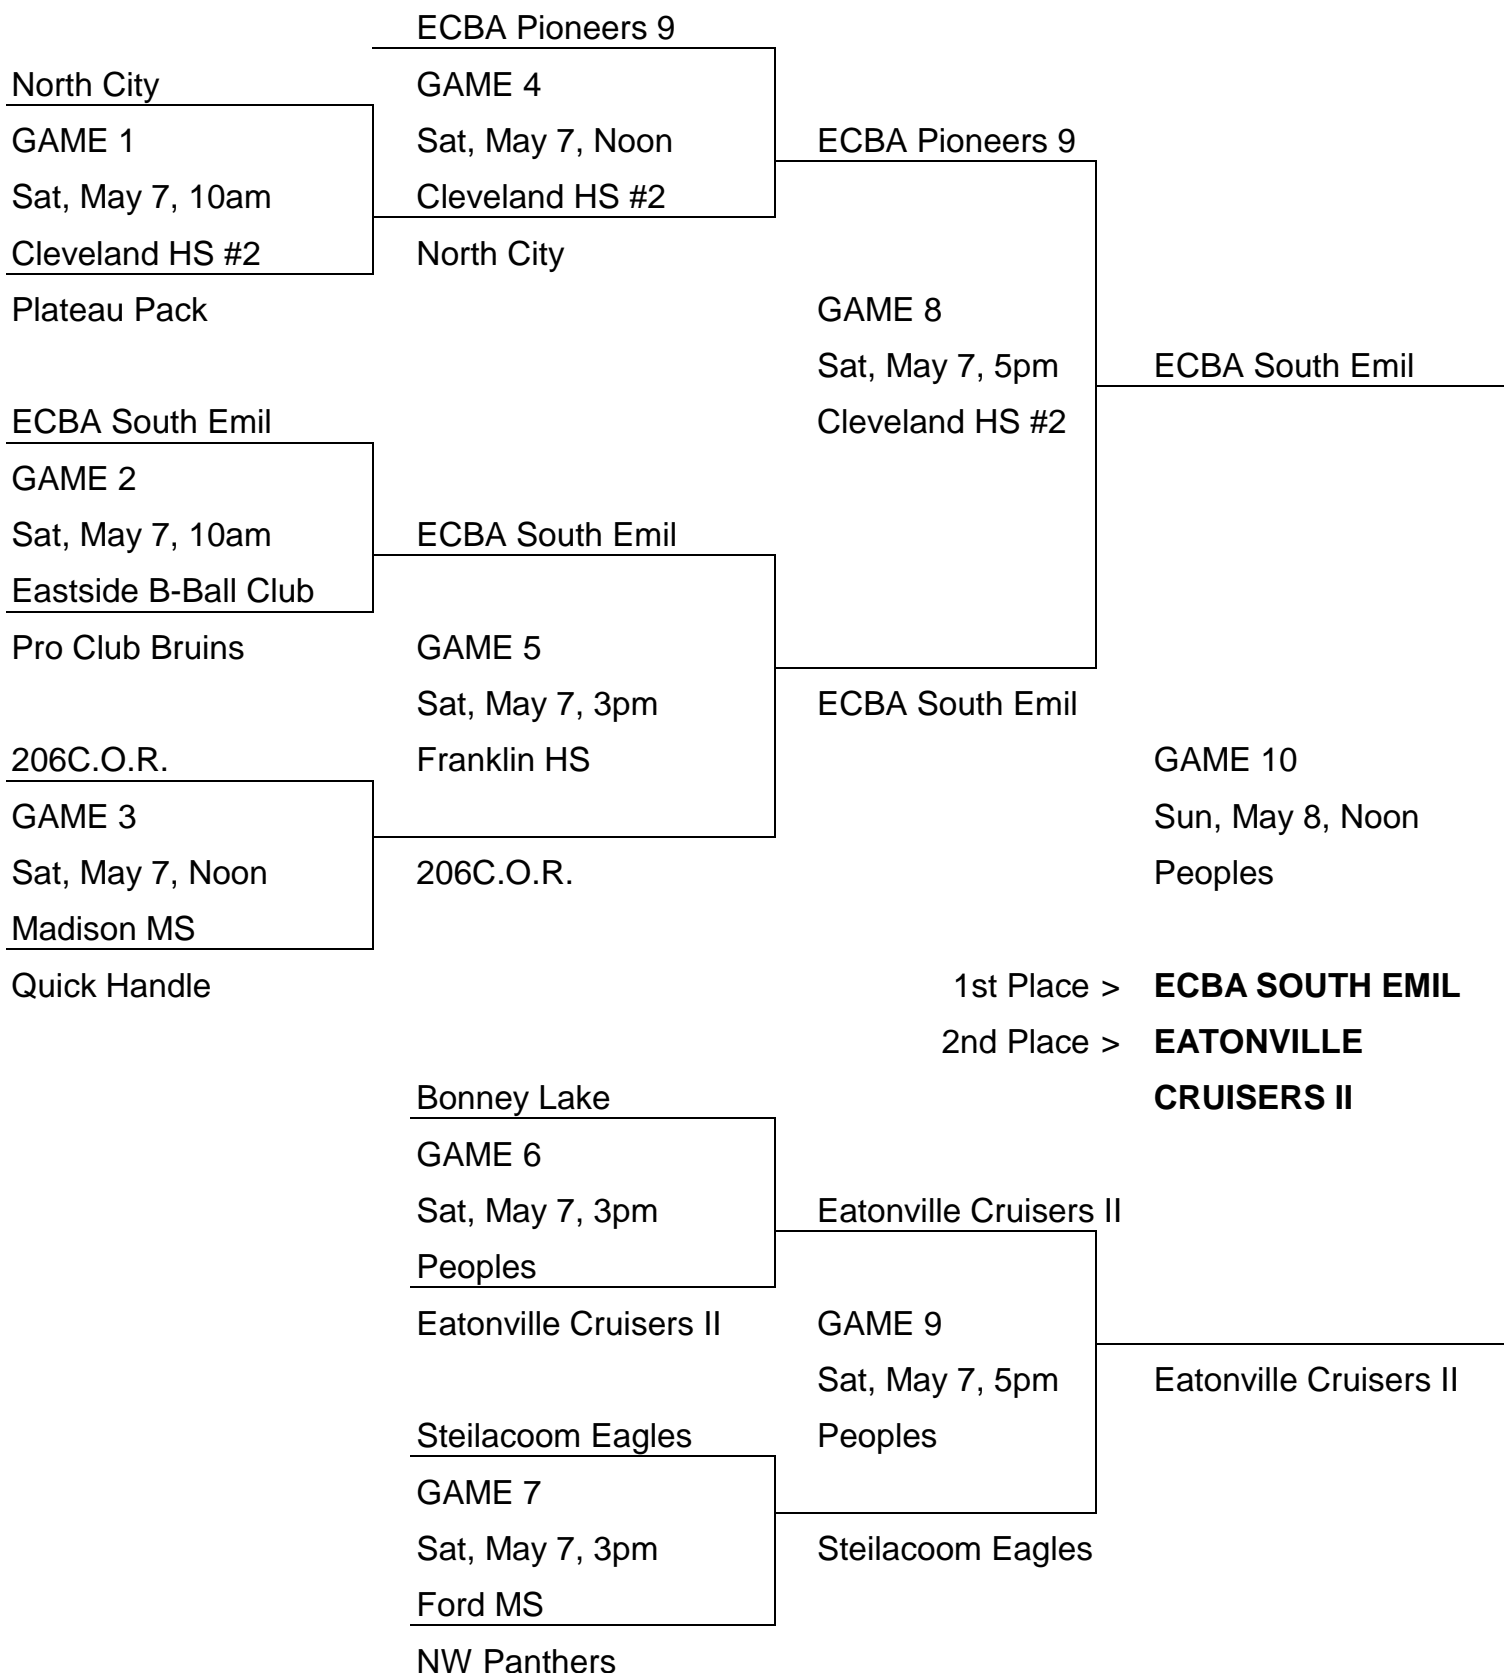 ECBA Pioneers 9
North City
GAME 4
GAME 1
Sat, May 7, Noon
ECBA Pioneers 9
Sat, May 7, 10am
Cleveland HS #2
Cleveland HS #2
North City
Plateau Pack
GAME 8
Sat, May 7, 5pm
ECBA South Emil
ECBA South Emil
Cleveland HS #2
GAME 2
Sat, May 7, 10am
ECBA South Emil
Eastside B-Ball Club
Pro Club Bruins
GAME 5
Sat, May 7, 3pm
ECBA South Emil
206C.O.R.
Franklin HS
GAME 10
GAME 3
Sun, May 8, Noon
Sat, May 7, Noon
206C.O.R.
Peoples
Madison MS
Quick Handle
1st Place > ECBA SOUTH EMIL
2nd Place > EATONVILLE
Bonney Lake
CRUISERS II
GAME 6
Sat, May 7, 3pm
Eatonville Cruisers II
Peoples
Eatonville Cruisers II
GAME 9
Sat, May 7, 5pm
Eatonville Cruisers II
Steilacoom Eagles
Peoples
GAME 7
Sat, May 7, 3pm
Steilacoom Eagles
Ford MS
NW Panthers